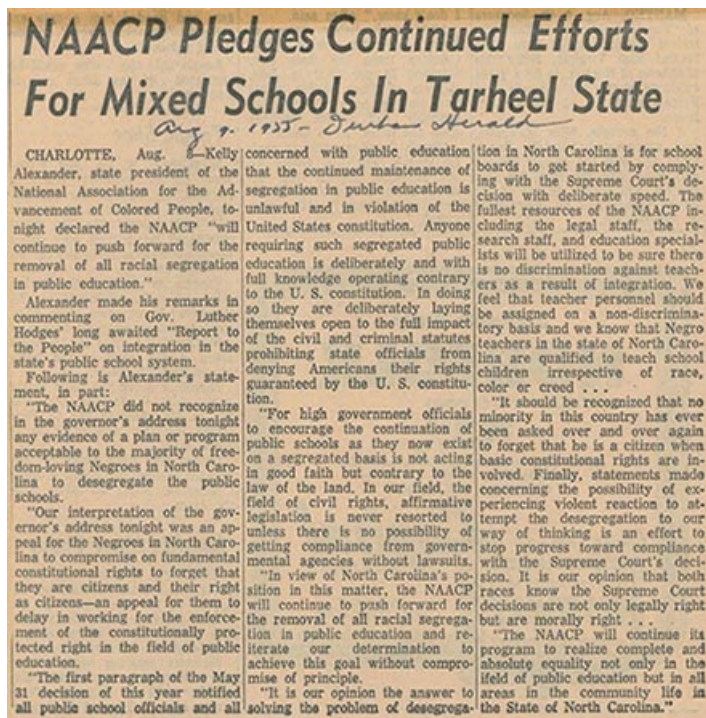 NAACP Pledges Continued Efforts
For Mixed Schools In Tarheel State
Aug 9. 1955 - Durham Herald
CHARLOTTE, Aug. 8—Kelly
Alexander, state president of the
National Association for the Ad-
vancement of Colored People, to-
night declared the NAACP "will
continue to push forward for the
removal of all racial segregation
in public education."
Alexander made his remarks in
commenting on Gov. Luther
Hodges' long awaited "Report to
the People" on integration in the
state's public school system.
Following is Alexander's state-
ment, in part:
"The NAACP did not recognize
in the governor's address tonight
any evidence of a plan or program
acceptable to the majority of free-
dom-loving Negroes in North Caro-
lina to desegregate the public
schools.
"Our interpretation of the gov-
ernor's address tonight was an ap-
peal for the Negroes in North Caro-
lina to compromise on fundamental
constitutional rights to forget that
they are citizens and their right
as citizens—an appeal for them to
delay in working for the enforce-
ment of the constitutionally pro-
tected right in the field of public
education.
"The first paragraph of the May
31 decision of this year notified
all public school officials and all
concerned with public education
that the continued maintenance of
segregation in public education is
unlawful and in violation of the
United States constitution. Anyone
requiring such segregated public
education is deliberately and with
full knowledge operating contrary
to the U. S. constitution. In doing
so they are deliberately laying
themselves open to the full impact
of the civil and criminal statutes
prohibiting state officials from
denying Americans their rights
guaranteed by the U. S. constitu-
tion.
"For high government officials
to encourage the continuation of
public schools as they now exist
on a segregated basis is not acting
in good faith but contrary to the
law of the land. In our field, the
field of civil rights, affirmative
legislation is never resorted to
unless there is no possibility of
getting compliance from govern-
mental agencies without lawsuits.
"In view of North Carolina's po-
sition in this matter, the NAACP
will continue to push forward for
the removal of all racial segrega-
tion in public education and re-
iterate our determination to
achieve this goal without compro-
mise of principle.
"It is our opinion the answer to
solving the problem of desegrega-
tion in North Carolina is for school
boards to get started by comply-
ing with the Supreme Court's de-
cision with deliberate speed. The
fullest resources of the NAACP in-
cluding the legal staff, the re-
search staff, and education special-
ists will be utilized to be sure there
is no discrimination against teach-
ers as a result of integration. We
feel that teacher personnel should
be assigned on a non-discrimina-
tory basis and we know that Negro
teachers in the state of North Caro-
lina are qualified to teach school
children irrespective of race,
color or creed . . .
"It should be recognized that no
minority in this country has ever
been asked over and over again
to forget that he is a citizen when
basic constitutional rights are in-
volved. Finally, statements made
concerning the possibility of ex-
periencing violent reaction to at-
tempt the desegregation to our
way of thinking is an effort to
stop progress toward compliance
with the Supreme Court's deci-
sion. It is our opinion that both
races know the Supreme Court
decisions are not only legally right
but are morally right . . .
"The NAACP will continue its
program to realize complete and
absolute equality not only in the
ifeld of public education but in all
areas in the community life in
the State of North Carolina."